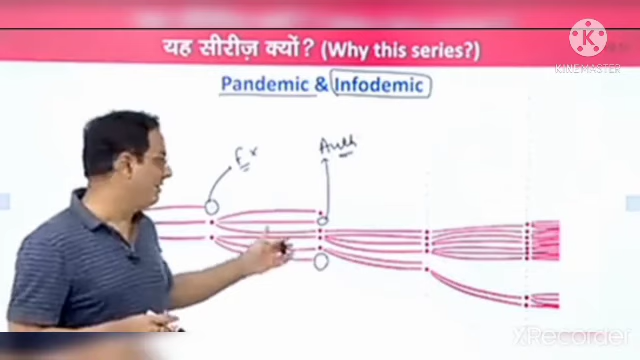 यह सीरीज़ क्यों? (Why this series?)
KINEMASTER
Pandemic & Infodemic
Ex
Auth
XRecorder